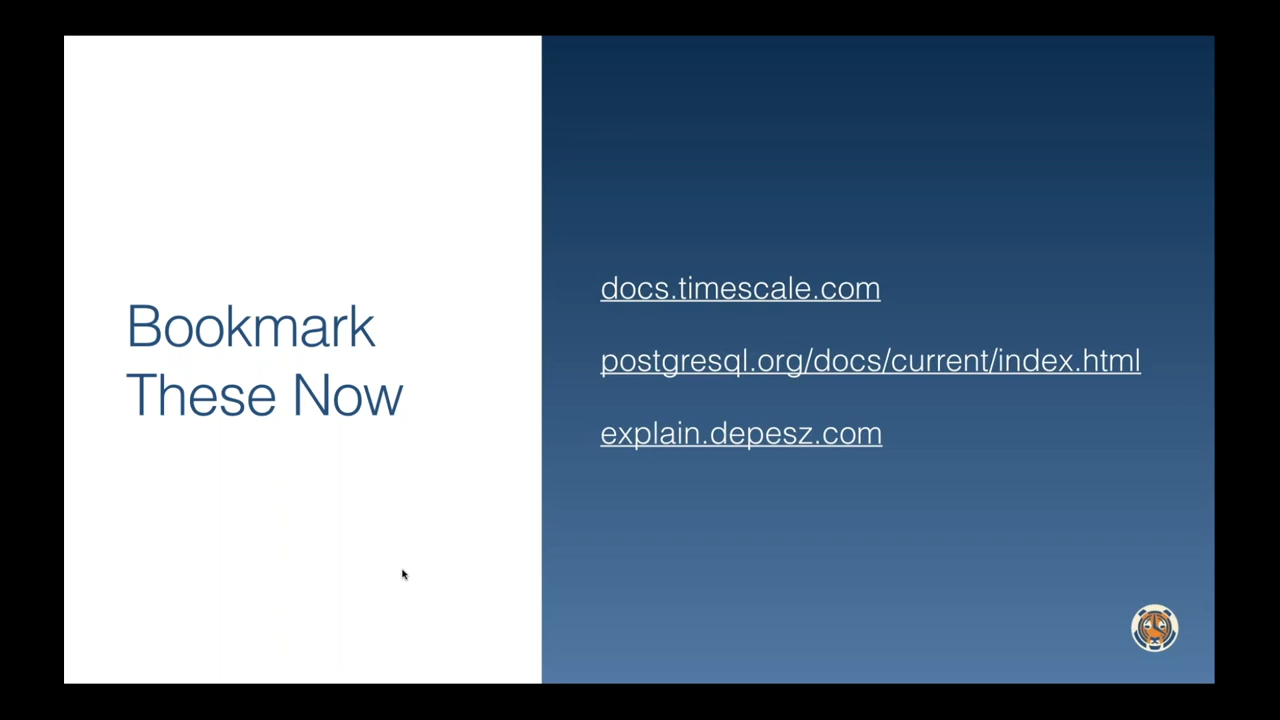 Bookmark
These Now
docs.timescale.com
postgresql.org/docs/current/index.html
explain.depesz.com